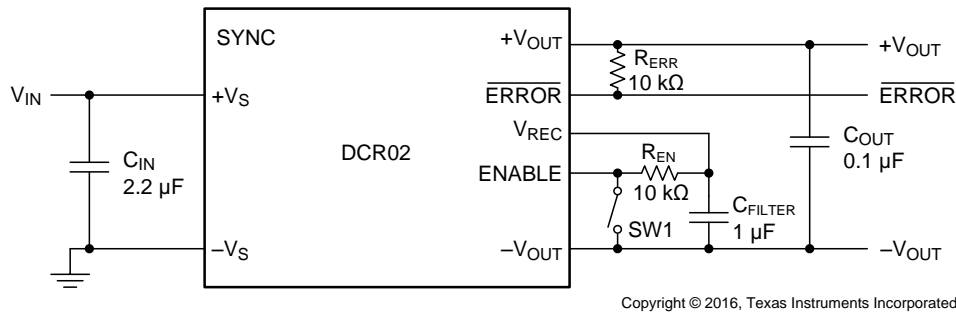 SYNC
+VOUT
+VOUT
RERR
10 kΩ
VIN
+VS
ERROR
ERROR
VREC
DCR02
COUT
0.1 µF
CIN
2.2 µF
REN
10 kΩ
ENABLE
CFILTER
1 µF
SW1
–VS
–VOUT
–VOUT
Copyright © 2016, Texas Instruments Incorporated